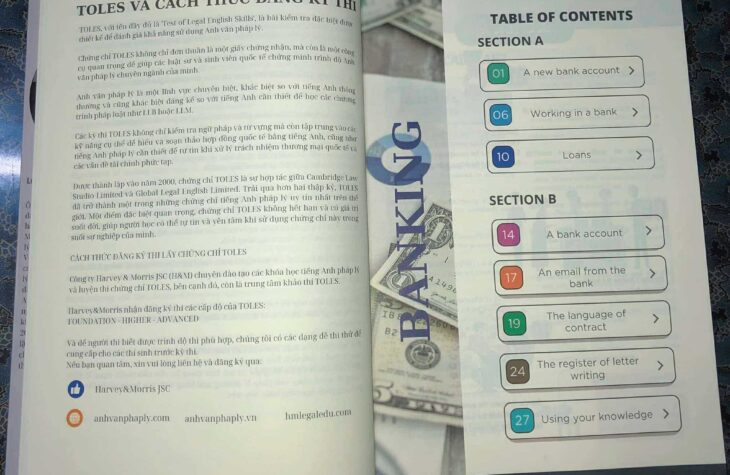 TOLES VÀ CÁCH THỨC ĐĂNG KÝ THI
TOLES, với tên đầy đủ là 'Test of Legal English Skills', là bài kiểm tra đặc biệt được
thiết kế để đánh giá khả năng sử dụng Anh văn pháp lý.
Chứng chỉ TOLES không chỉ đơn thuần là một giấy chứng nhận, mà còn là một công
cụ quan trọng để giúp các luật sư và sinh viên quốc tế chứng minh trình độ Anh
văn pháp lý chuyên ngành của mình.
Anh văn pháp lý là một lĩnh vực chuyên biệt, khác biệt so với tiếng Anh thông
thường và cũng khác biệt đáng kể so với tiếng Anh cần thiết để học các chương
trình pháp luật như LLB hoặc LLM.
Các kỳ thi TOLES không chỉ kiểm tra ngữ pháp và từ vựng mà còn tập trung vào các
kỹ năng cụ thể để hiểu và soạn thảo hợp đồng quốc tế bằng tiếng Anh, cũng như
tiếng Anh pháp lý cần thiết để tự tin khi xử lý trách nhiệm thương mại quốc tế và
các vấn đề tài chính phức tạp.
Được thành lập vào năm 2000, chứng chỉ TOLES là sự hợp tác giữa Cambridge Law
Studio Limited và Global Legal English Limited. Trải qua hơn hai thập kỷ, TOLES
đã trở thành một trong những chứng chỉ tiếng Anh pháp lý uy tín nhất trên thế
giới. Một điểm đặc biệt quan trọng, chứng chỉ TOLES không hết hạn và có giá trị
suốt đời, giúp người học có thể tự tin và yên tâm khi sử dụng chứng chỉ này trong
suốt sự nghiệp của mình.
CÁCH THỨC ĐĂNG KÝ THI LẤY CHỨNG CHỈ TOLES
Công ty Harvey & Morris JSC (H&M) chuyên đào tạo các khóa học tiếng Anh pháp lý
và luyện thi chứng chỉ TOLES, bên cạnh đó, còn là trung tâm khảo thí TOLES.
Harvey&Morris nhận đăng ký thi các cấp độ của TOLES:
FOUNDATION - HIGHER - ADVANCED
Và để người thi biết được trình độ thi phù hợp, chúng tôi có các dạng đề thi thử để
cung cấp cho các thí sinh trước kỳ thi.
Nếu bạn quan tâm, xin vui lòng liên hệ và đăng ký qua:
Harvey&Morris JSC
anhvanphaply.com anhvanphaply.vn hmlegaledu.com
BANKING
TABLE OF CONTENTS
SECTION A
01 A new bank account
06 Working in a bank
10 Loans
SECTION B
14 A bank account
17 An email from the
bank
19 The language of
contract
24 The register of letter
writing
27 Using your knowledge